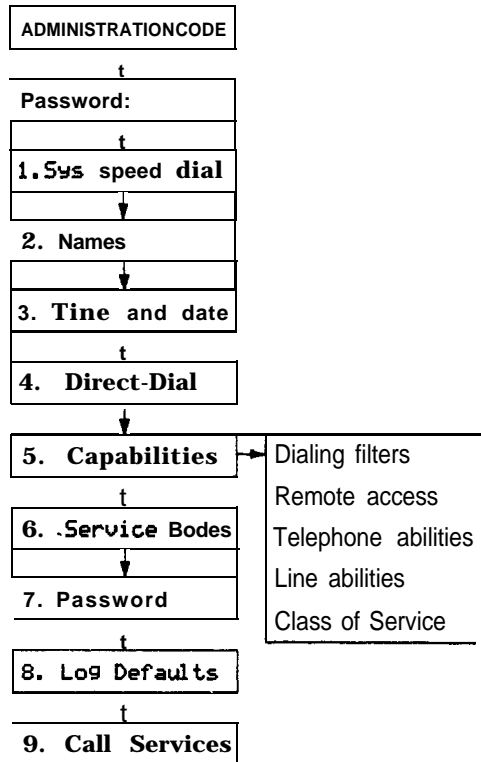 ADMINISTRATIONCODE
t
Password:
t
1.Sys speed dial
2. Names
3. Tine and date
t
4. Direct-Dial
5. Capabilities
Dialing filters
Remote access
Telephone abilities
Line abilities
Class of Service
t
6. .Service Bodes
7. Password
t
8. Log Defaults
t
9. Call Services